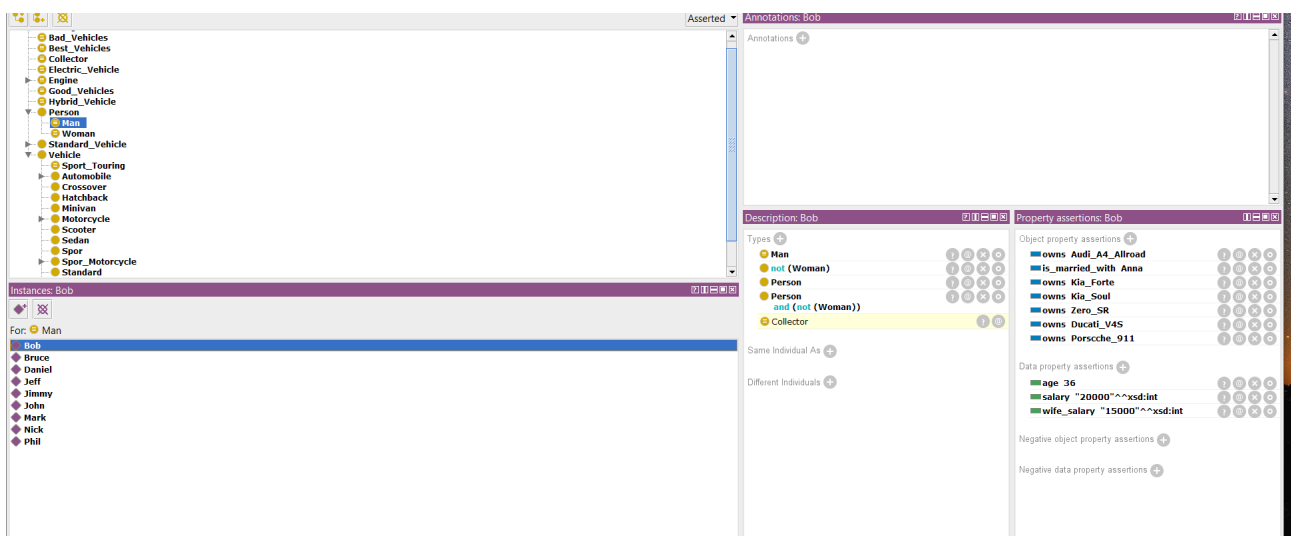 Asserted
Bad_Vehicles
Best_Vehicles
Collector
Electric_Vehicle
Engine
Good_Vehicles
Hybrid_Vehicle
Person
Man
Woman
Standard_Vehicle
Vehicle
Sport_Touring
Automobile
Crossover
Hatchback
Minivan
Motorcycle
Scooter
Sedan
Spor
Spor_Motorcycle
Standard
Instances: Bob
For: Man
Bob
Bruce
Daniel
Jeff
Jimmy
John
Mark
Nick
Phil
Annotations: Bob
Annotations
Description: Bob
Types
Man
not (Woman)
Person
Person
and (not (Woman))
Collector
Same Individual As
Different Individuals
Property assertions: Bob
Object property assertions
owns Audi_A4_Allroad
is_married_with Anna
owns Kia_Forte
owns Kia_Soul
owns Zero_SR
owns Ducati_V4S
owns Porscche_911
Data property assertions
age 36
salary "20000"^^xsd:int
wife_salary "15000"^^xsd:int
Negative object property assertions
Negative data property assertions